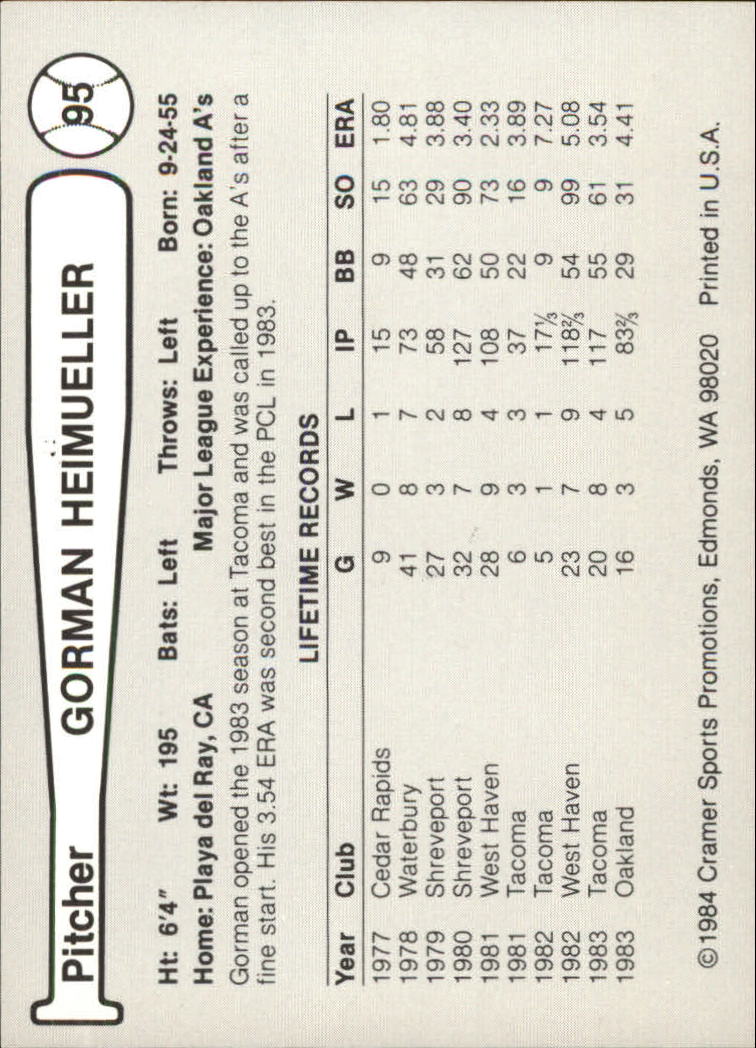 Pitcher GORMAN HEIMUELLER 95
Ht: 6'4" Wt: 195 Bats: Left Throws: Left Born: 9-24-55
Home: Playa del Ray, CA Major League Experience: Oakland A's
Gorman opened the 1983 season at Tacoma and was called up to the A's after a
fine start. His 3.54 ERA was second best in the PCL in 1983.
LIFETIME RECORDS
Year Club G W L IP BB SO ERA
1977 Cedar Rapids 9 0 1 15 9 15 1.80
1978 Waterbury 41 8 7 73 48 63 4.81
1979 Shreveport 27 3 2 58 31 29 3.88
1980 Shreveport 32 7 8 127 62 90 3.40
1981 West Haven 28 9 4 108 50 73 2.33
1981 Tacoma 6 3 3 37 22 16 3.89
1982 Tacoma 5 1 1 17⅓ 9 9 7.27
1982 West Haven 23 7 9 118⅔ 54 99 5.08
1983 Tacoma 20 8 4 117 55 61 3.54
1983 Oakland 16 3 5 83⅔ 29 31 4.41
©1984 Cramer Sports Promotions, Edmonds, WA 98020 Printed in U.S.A.